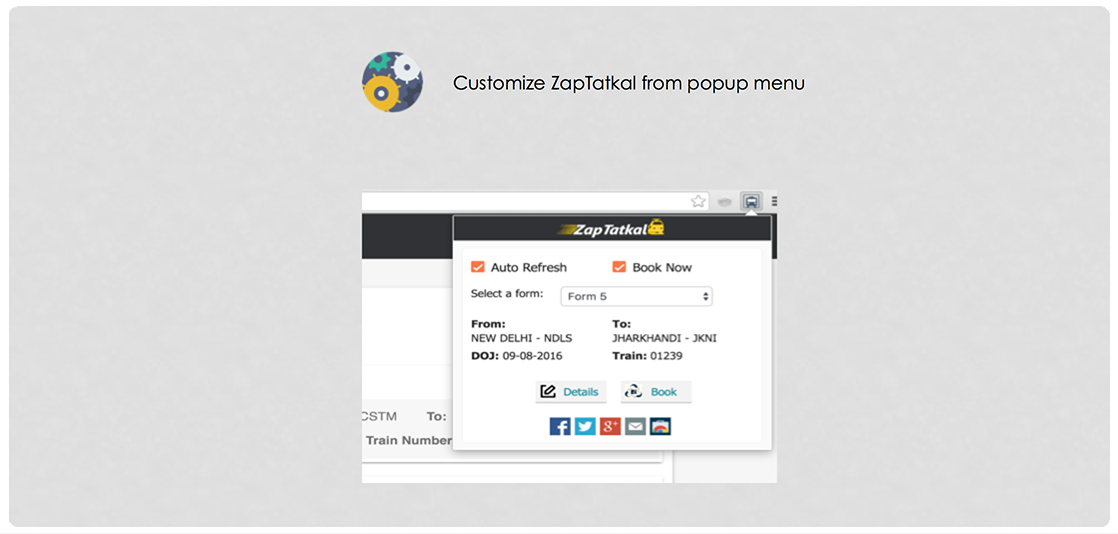 Customize ZapTatkal from popup menu
ZapTatkal
Auto Refresh
Book Now
Select a form:
Form 5
From:
To:
NEW DELHI - NDLS
JHARKHANDI - JKNI
DOJ: 09-08-2016
Train: 01239
Details
Book
CSTM To:
Train Number
f
g+